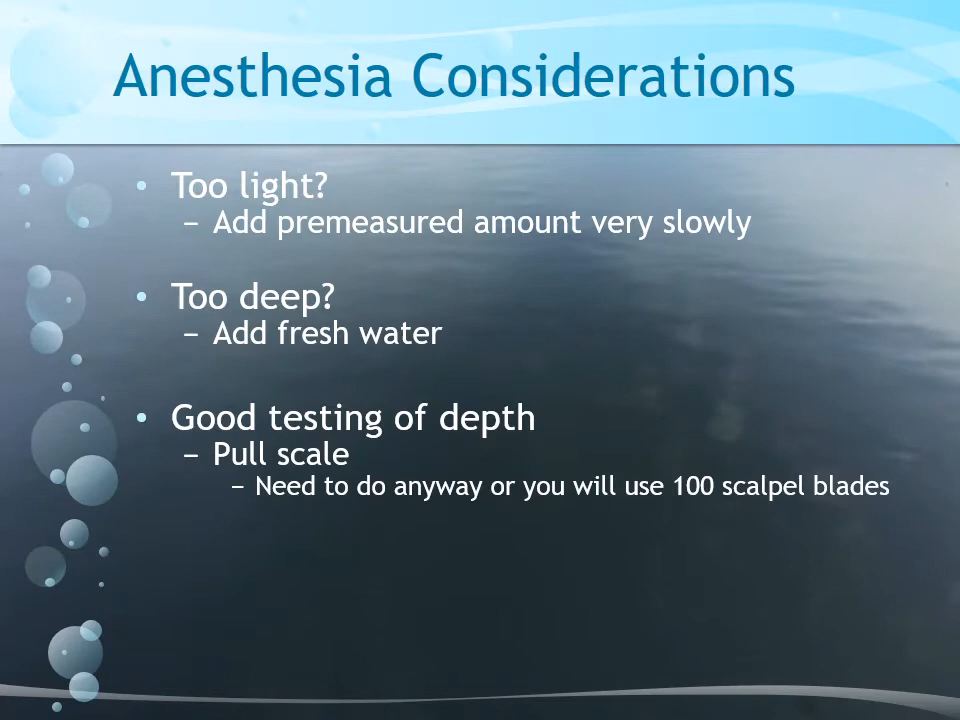 Anesthesia Considerations
• Too light?
– Add premeasured amount very slowly
• Too deep?
– Add fresh water
• Good testing of depth
– Pull scale
– Need to do anyway or you will use 100 scalpel blades